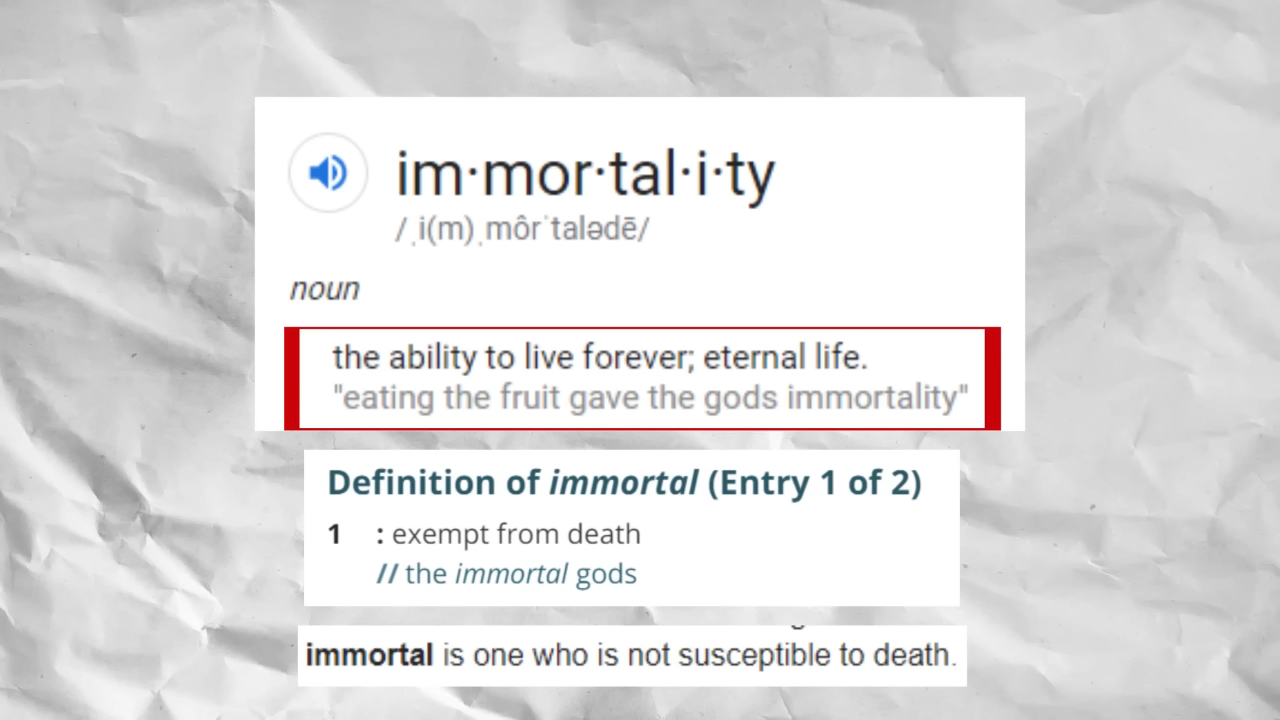 im·mor·tal·i·ty
/ˌi(m)ˌmôrˈtalədē/
noun
the ability to live forever; eternal life.
"eating the fruit gave the gods immortality"
Definition of immortal (Entry 1 of 2)
1 : exempt from death
// the immortal gods
immortal is one who is not susceptible to death.